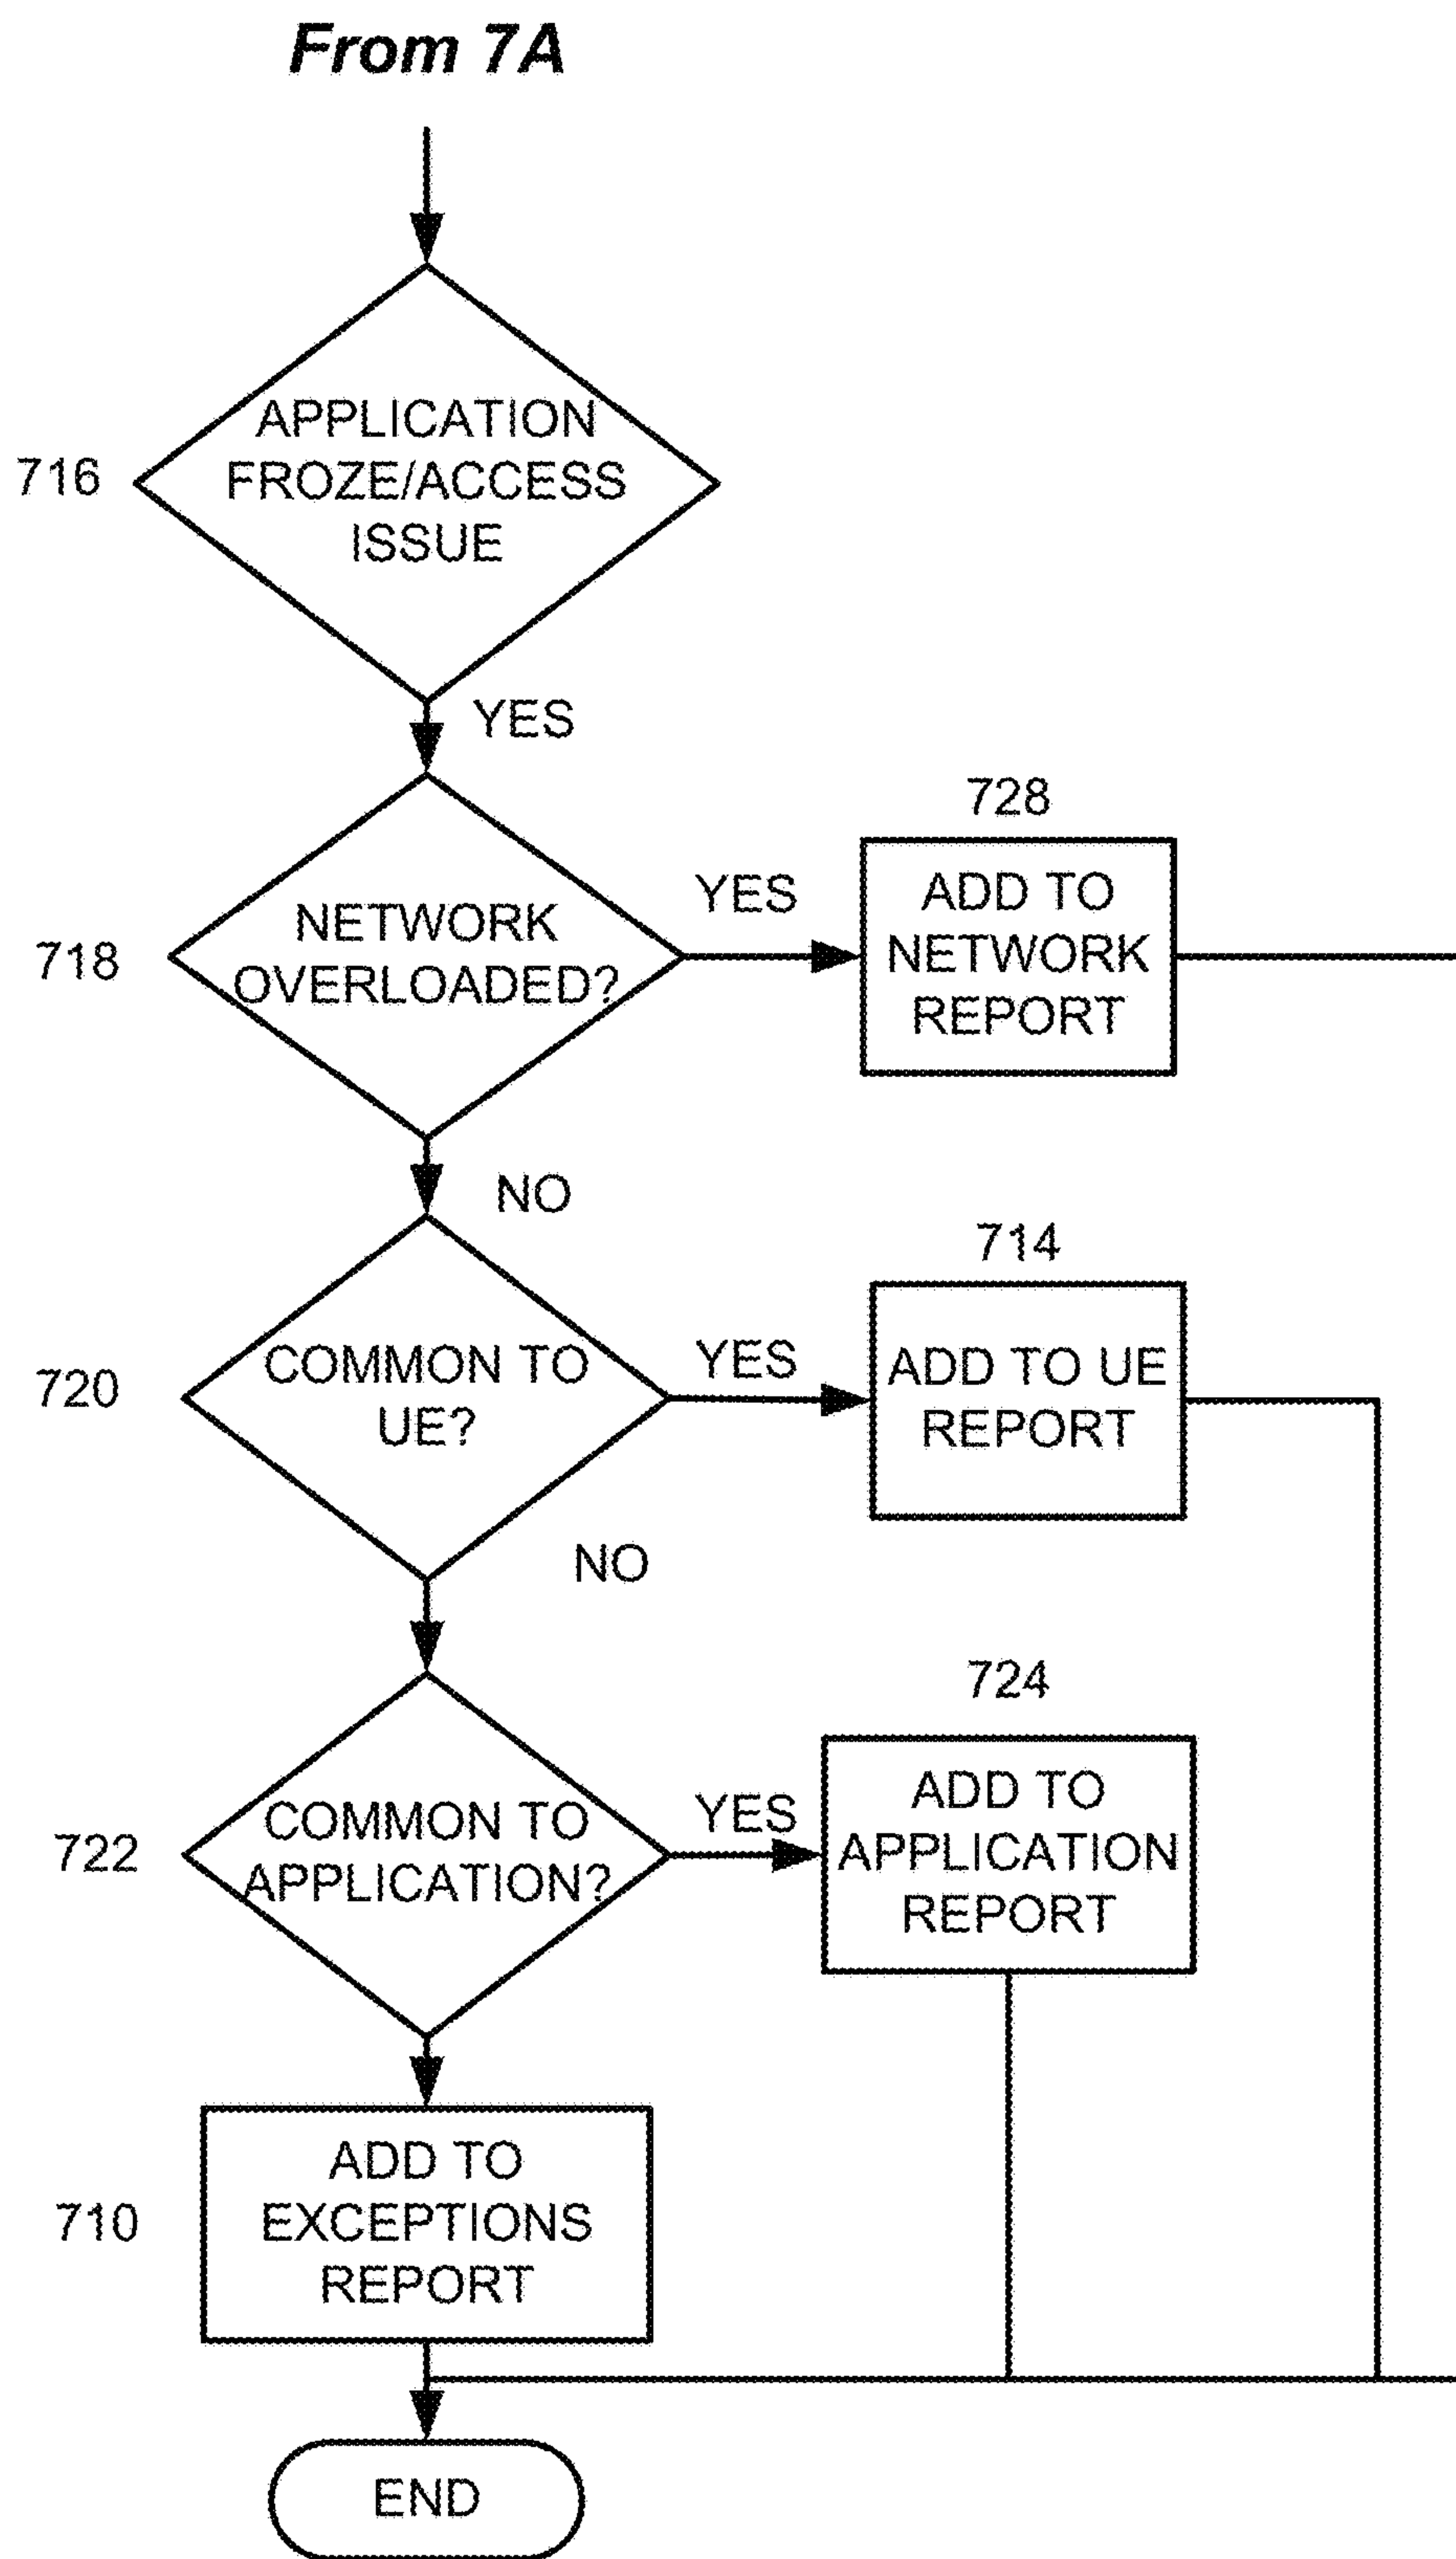 From 7A
716
APPLICATION
FROZE/ACCESS
ISSUE
YES
718
NETWORK
OVERLOADED?
YES
728
ADD TO
NETWORK
REPORT
NO
720
COMMON TO
UE?
YES
714
ADD TO UE
REPORT
NO
722
COMMON TO
APPLICATION?
YES
724
ADD TO
APPLICATION
REPORT
710
ADD TO
EXCEPTIONS
REPORT
END